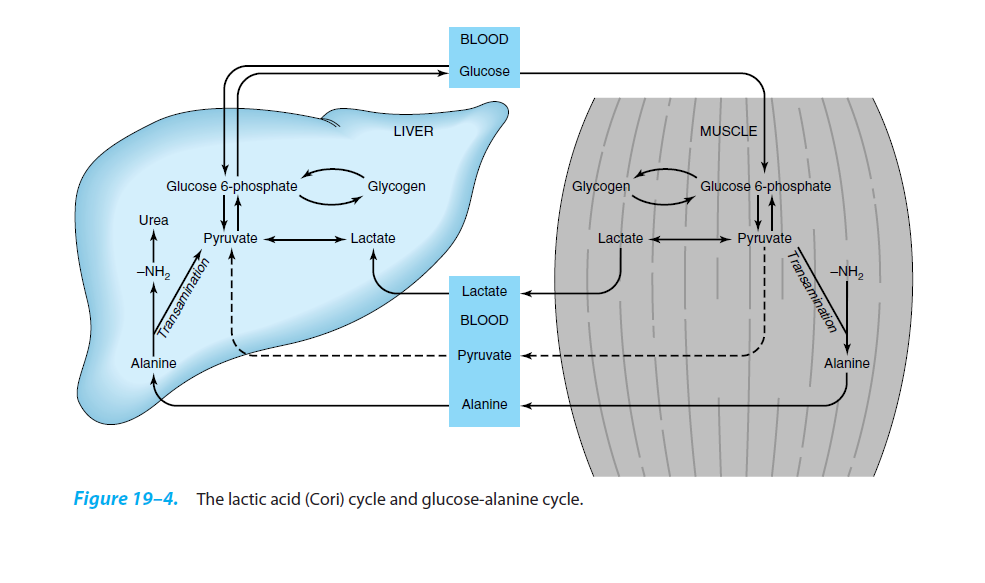 BLOOD
Glucose
LIVER
MUSCLE
Glucose 6-phosphate
Glycogen
Glycogen
Glucose 6-phosphate
Urea
Pyruvate
Lactate
Lactate
Pyruvate
–NH2
Transamination
Transamination
–NH2
Lactate
BLOOD
Pyruvate
Alanine
Alanine
Alanine
Figure 19–4. The lactic acid (Cori) cycle and glucose-alanine cycle.